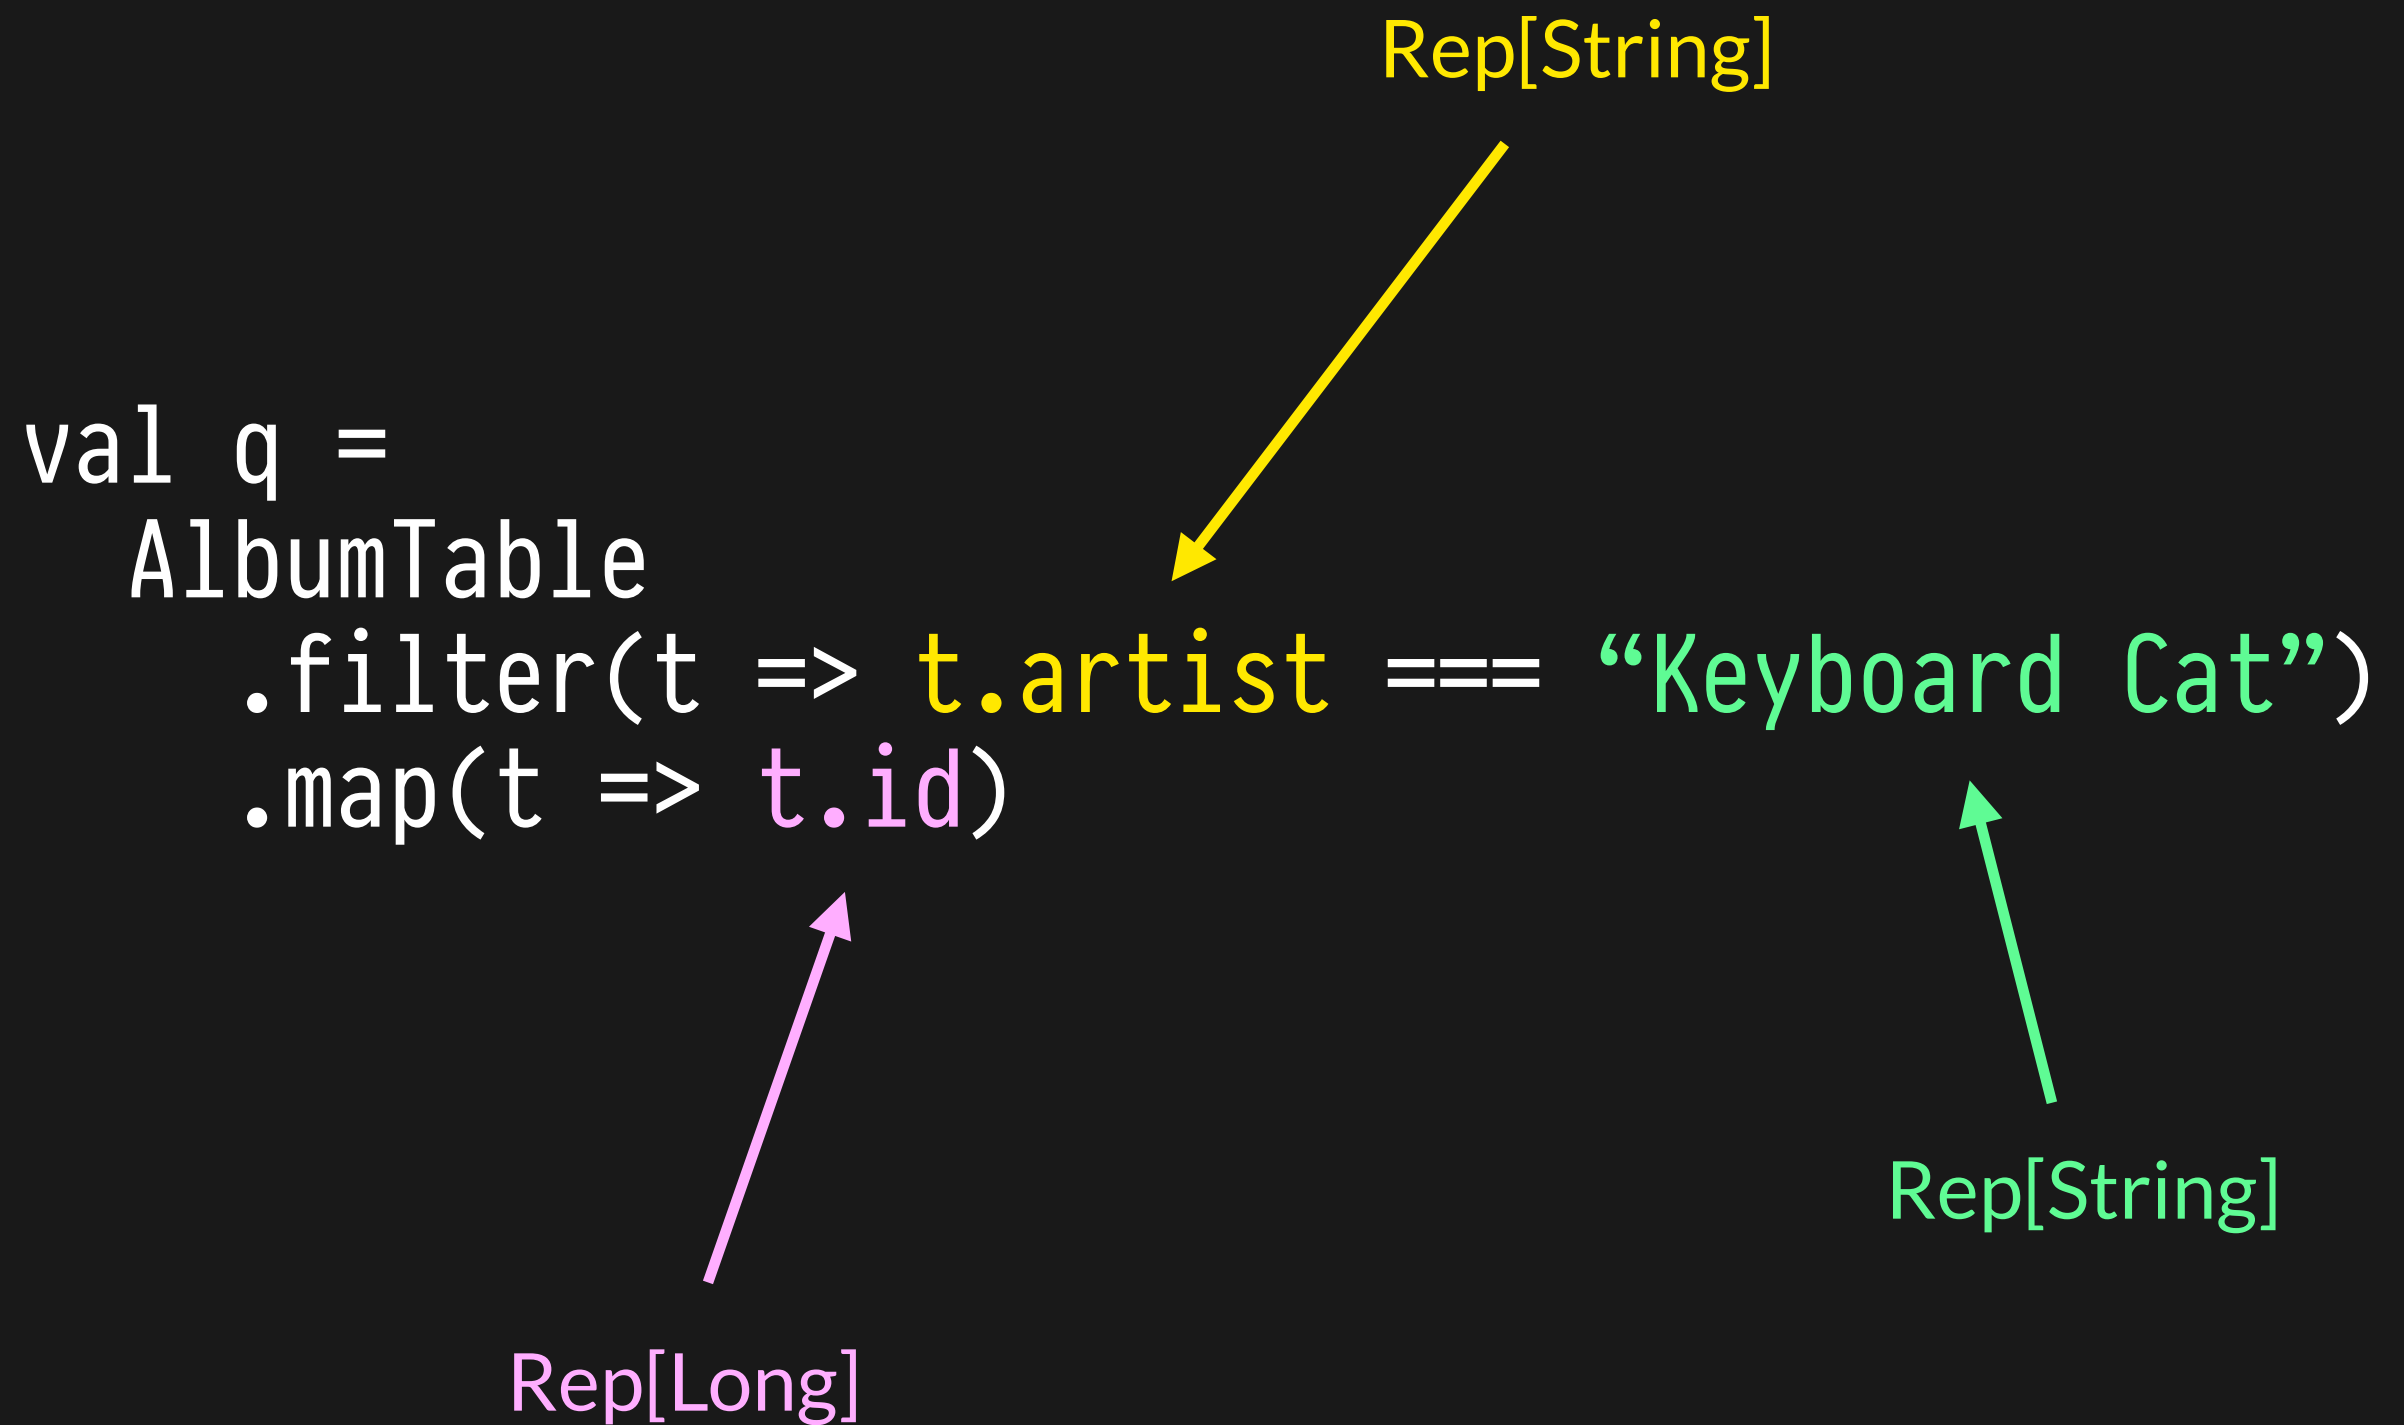 Rep[String]
val q =
AlbumTable
.filter(t => t.artist === “Keyboard Cat”)
.map(t => t.id)
Rep[String]
Rep[Long]